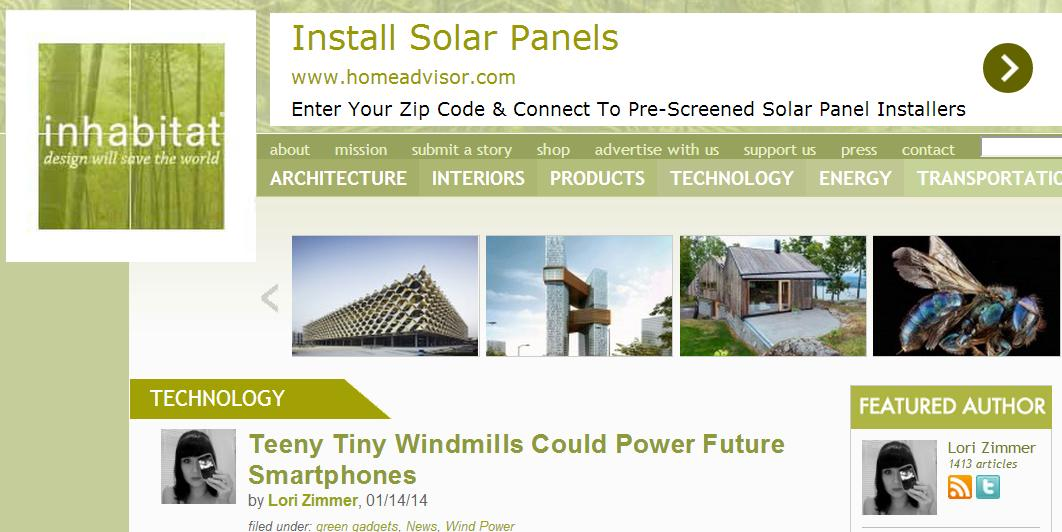 inhabitat
design will save the world
Install Solar Panels
www.homeadvisor.com
Enter Your Zip Code & Connect To Pre-Screened Solar Panel Installers
about mission submit a story shop advertise with us support us press contact
ARCHITECTURE INTERIORS PRODUCTS TECHNOLOGY ENERGY TRANSPORTATIO
TECHNOLOGY
Teeny Tiny Windmills Could Power Future
Smartphones
by Lori Zimmer, 01/14/14
filed under: green gadgets, News, Wind Power
FEATURED AUTHOR
Lori Zimmer
1413 articles